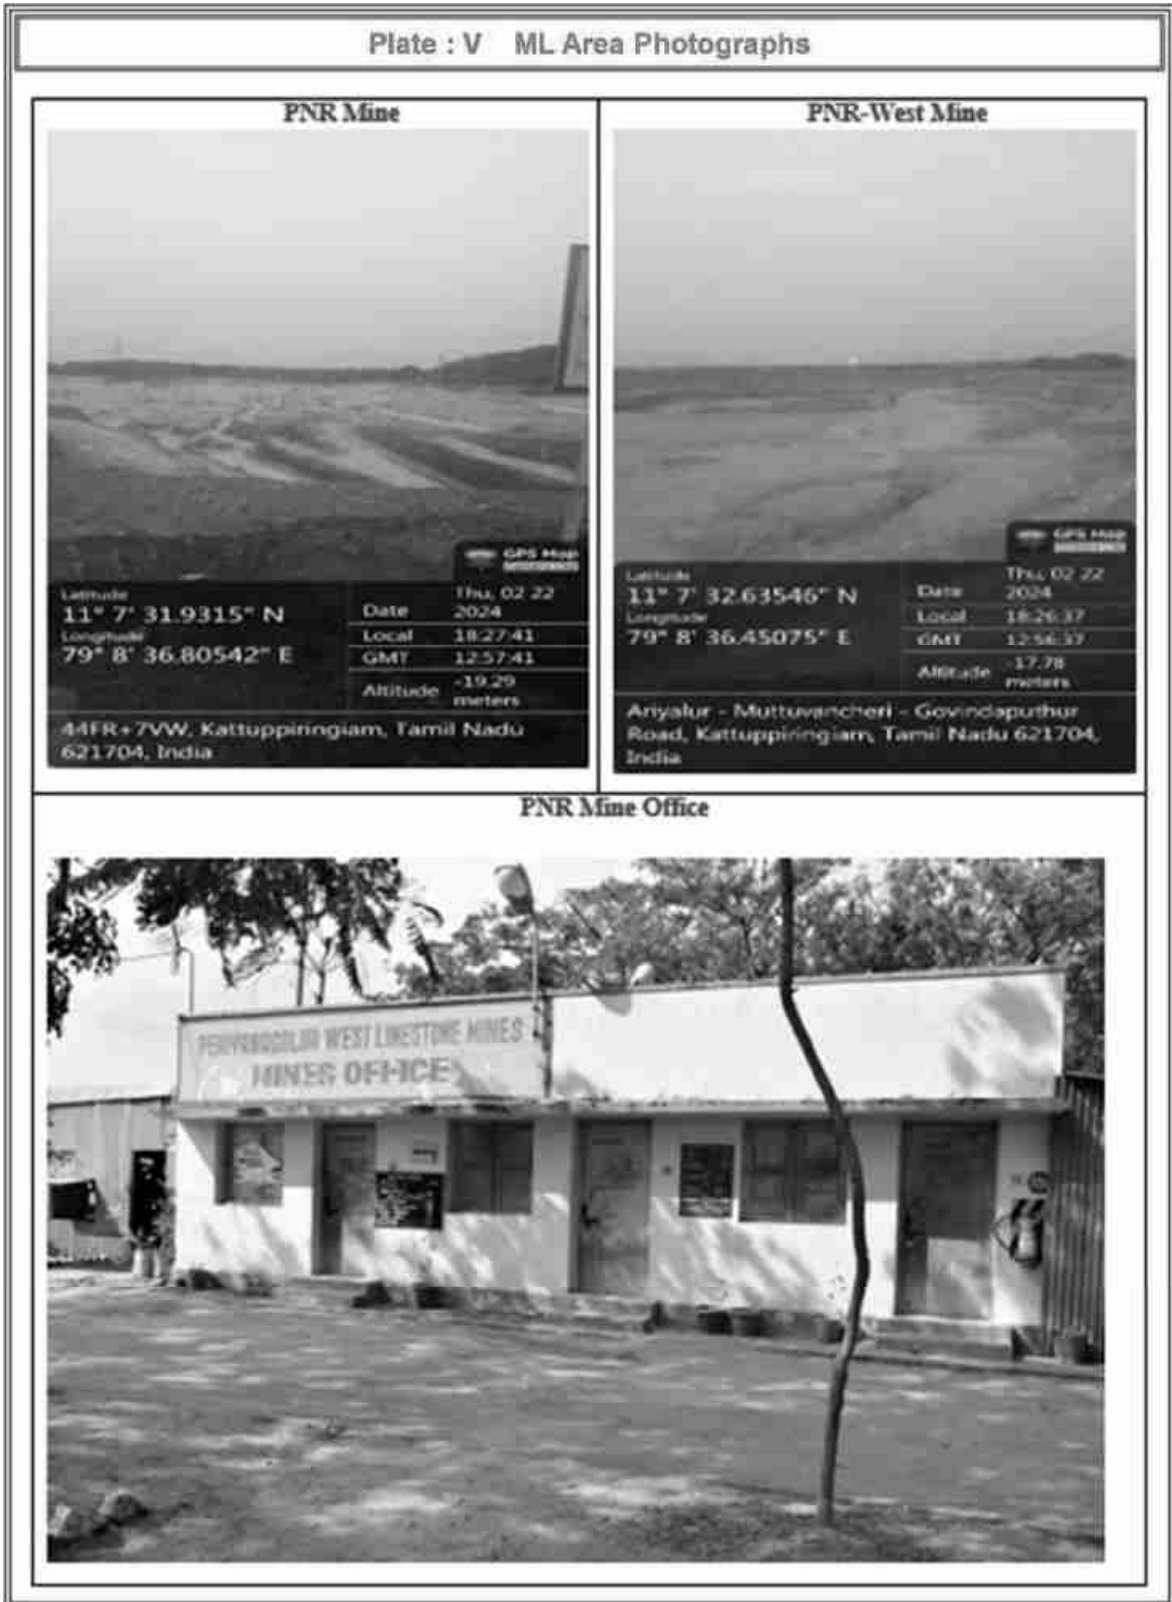 Plate : V ML Area Photographs
PNR Mine
GPS Map
Latitude
11° 7' 31.9315" N
Longitude
79° 8' 36.80542" E
Thu, 02 22
Date 2024
Local 18:27:41
GMT 12:57:41
Altitude -19.29
meters
44FR+7VW, Kattuppiringiam, Tamil Nadu
621704, India
PNR-West Mine
GPS Map
Latitude
11° 7' 32.63546" N
Longitude
79° 8' 36.45075" E
Thu, 02 22
Date 2024
Local 18:26:37
GMT 12:56:37
Altitude -17.78
meters
Ariyalur - Muttuvancheri - Govindaputhur
Road, Kattuppiringiam, Tamil Nadu 621704,
India
PNR Mine Office
WEST LIMESTONE MINES
MINES OFFICE